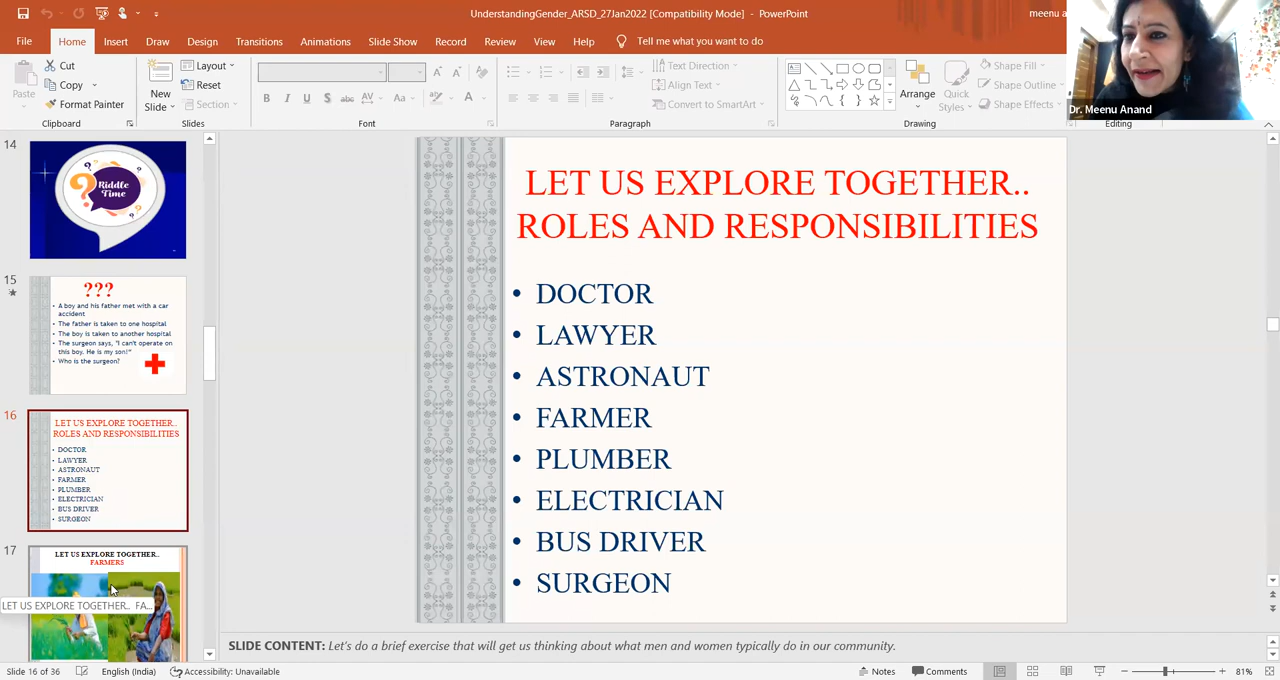 UnderstandingGender_ARSD_27Jan2022 [Compatibility Mode] - PowerPoint
meenu a
File Home Insert Draw Design Transitions Animations Slide Show Record Review View Help Tell me what you want to do
Paste
Cut
Copy
Format Painter
Clipboard
New
Slide
Layout
Reset
Section
Slides
B I U S abc AV Aa A
Font
Text Direction
Align Text
Convert to SmartArt
Paragraph
Arrange
Quick
Styles
Shape Fill
Shape Outline
Shape Effects
Drawing
Editing
Dr. Meenu Anand
14
Riddle
Time
15
???
• A boy and his father met with a car
accident
• The father is taken to one hospital
• The boy is taken to another hospital
• The surgeon says, "I can't operate on
this boy. He is my son!"
• Who is the surgeon?
16
LET US EXPLORE TOGETHER..
ROLES AND RESPONSIBILITIES
• DOCTOR
• LAWYER
• ASTRONAUT
• FARMER
• PLUMBER
• ELECTRICIAN
• BUS DRIVER
• SURGEON
17
LET US EXPLORE TOGETHER..
FARMERS
LET US EXPLORE TOGETHER.. FA...
LET US EXPLORE TOGETHER..
ROLES AND RESPONSIBILITIES
• DOCTOR
• LAWYER
• ASTRONAUT
• FARMER
• PLUMBER
• ELECTRICIAN
• BUS DRIVER
• SURGEON
SLIDE CONTENT: Let's do a brief exercise that will get us thinking about what men and women typically do in our community.
Slide 16 of 36 English (India) Accessibility: Unavailable Notes Comments 81%